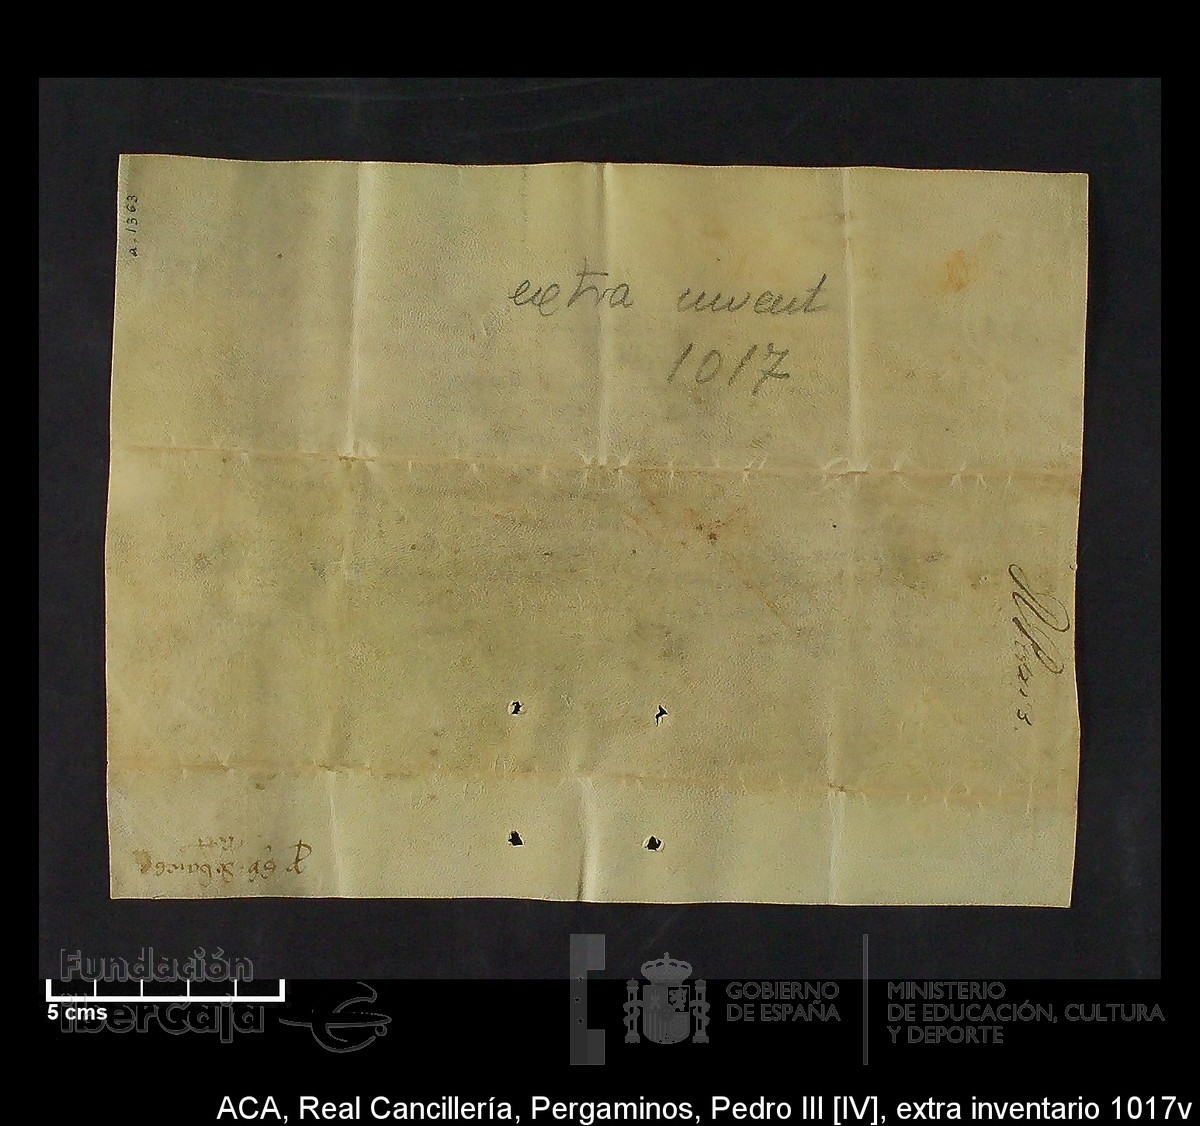 a. 1363
extra invent
1017
Fundación
iberCaja
5 cms
GOBIERNO
DE ESPAÑA
MINISTERIO
DE EDUCACIÓN, CULTURA
Y DEPORTE
ACA, Real Cancillería, Pergaminos, Pedro III [IV], extra inventario 1017v